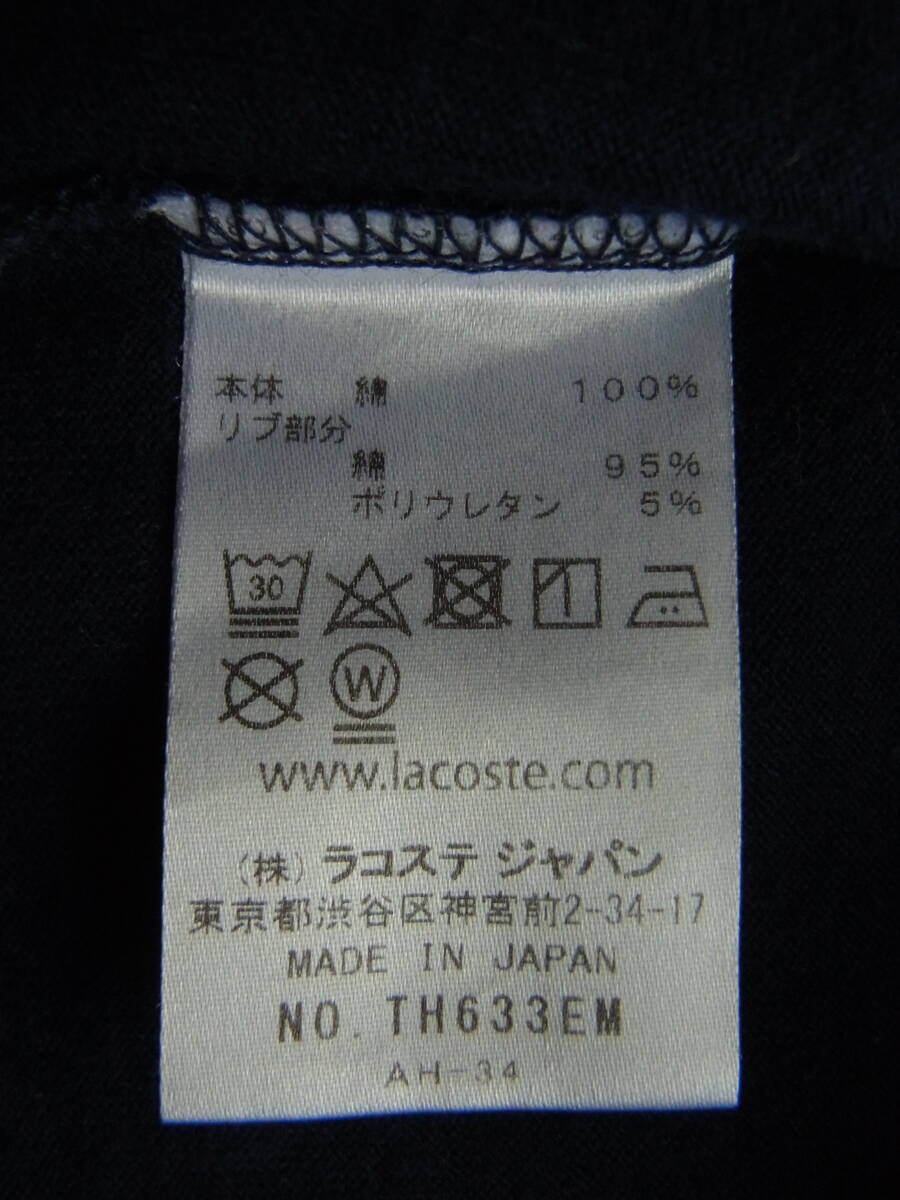 本体 綿 100%
リブ部分
綿 95%
ポリウレタン 5%
30
W
www.lacoste.com
(株) ラコステ ジャパン
東京都渋谷区神宮前2-34-17
MADE IN JAPAN
NO. TH633EM
AH-34